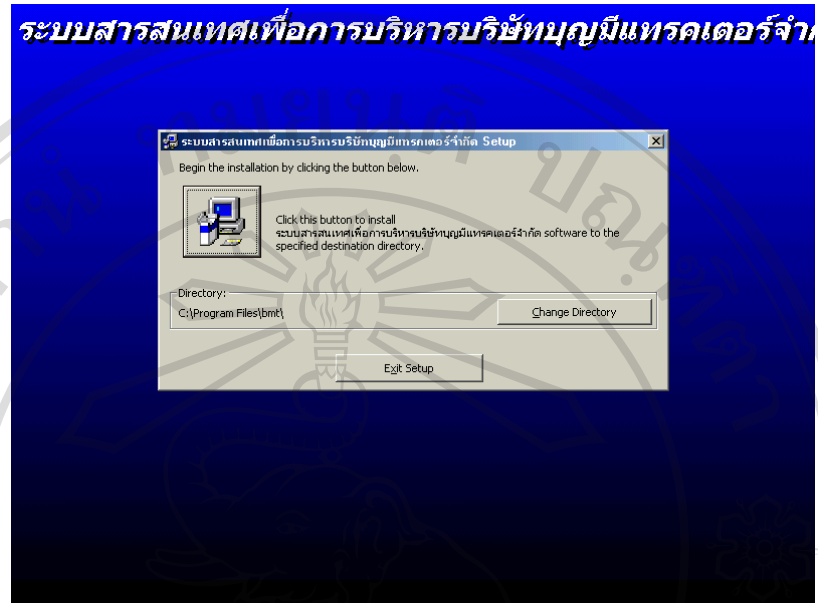 ระบบสารสนเทศเพื่อการบริหารบริษัทบุญมีแทรคเตอร์จำก
ระบบสารสนเทศเพื่อการบริหารบริษัทบุญมีแทรคเตอร์จำกัด Setup
Begin the installation by clicking the button below.
Click this button to install
ระบบสารสนเทศเพื่อการบริหารบริษัทบุญมีแทรคเตอร์จำกัด software to the
specified destination directory.
Directory:
C:\Program Files\bmt\
Change Directory
Exit Setup